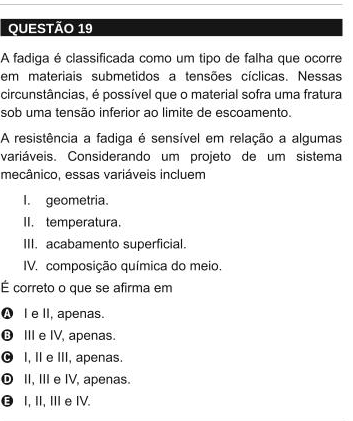 QUESTÃO 19
A fadiga é classificada como um tipo de falha que ocorre
em materiais submetidos a tensões cíclicas. Nessas
circunstâncias, é possível que o material sofra uma fratura
sob uma tensão inferior ao limite de escoamento.
A resistência a fadiga é sensível em relação a algumas
variáveis. Considerando um projeto de um sistema
mecânico, essas variáveis incluem
I. geometria.
II. temperatura.
III. acabamento superficial.
IV. composição química do meio.
É correto o que se afirma em
A I e II, apenas.
B III e IV, apenas.
C I, II e III, apenas.
D II, III e IV, apenas.
E I, II, III e IV.